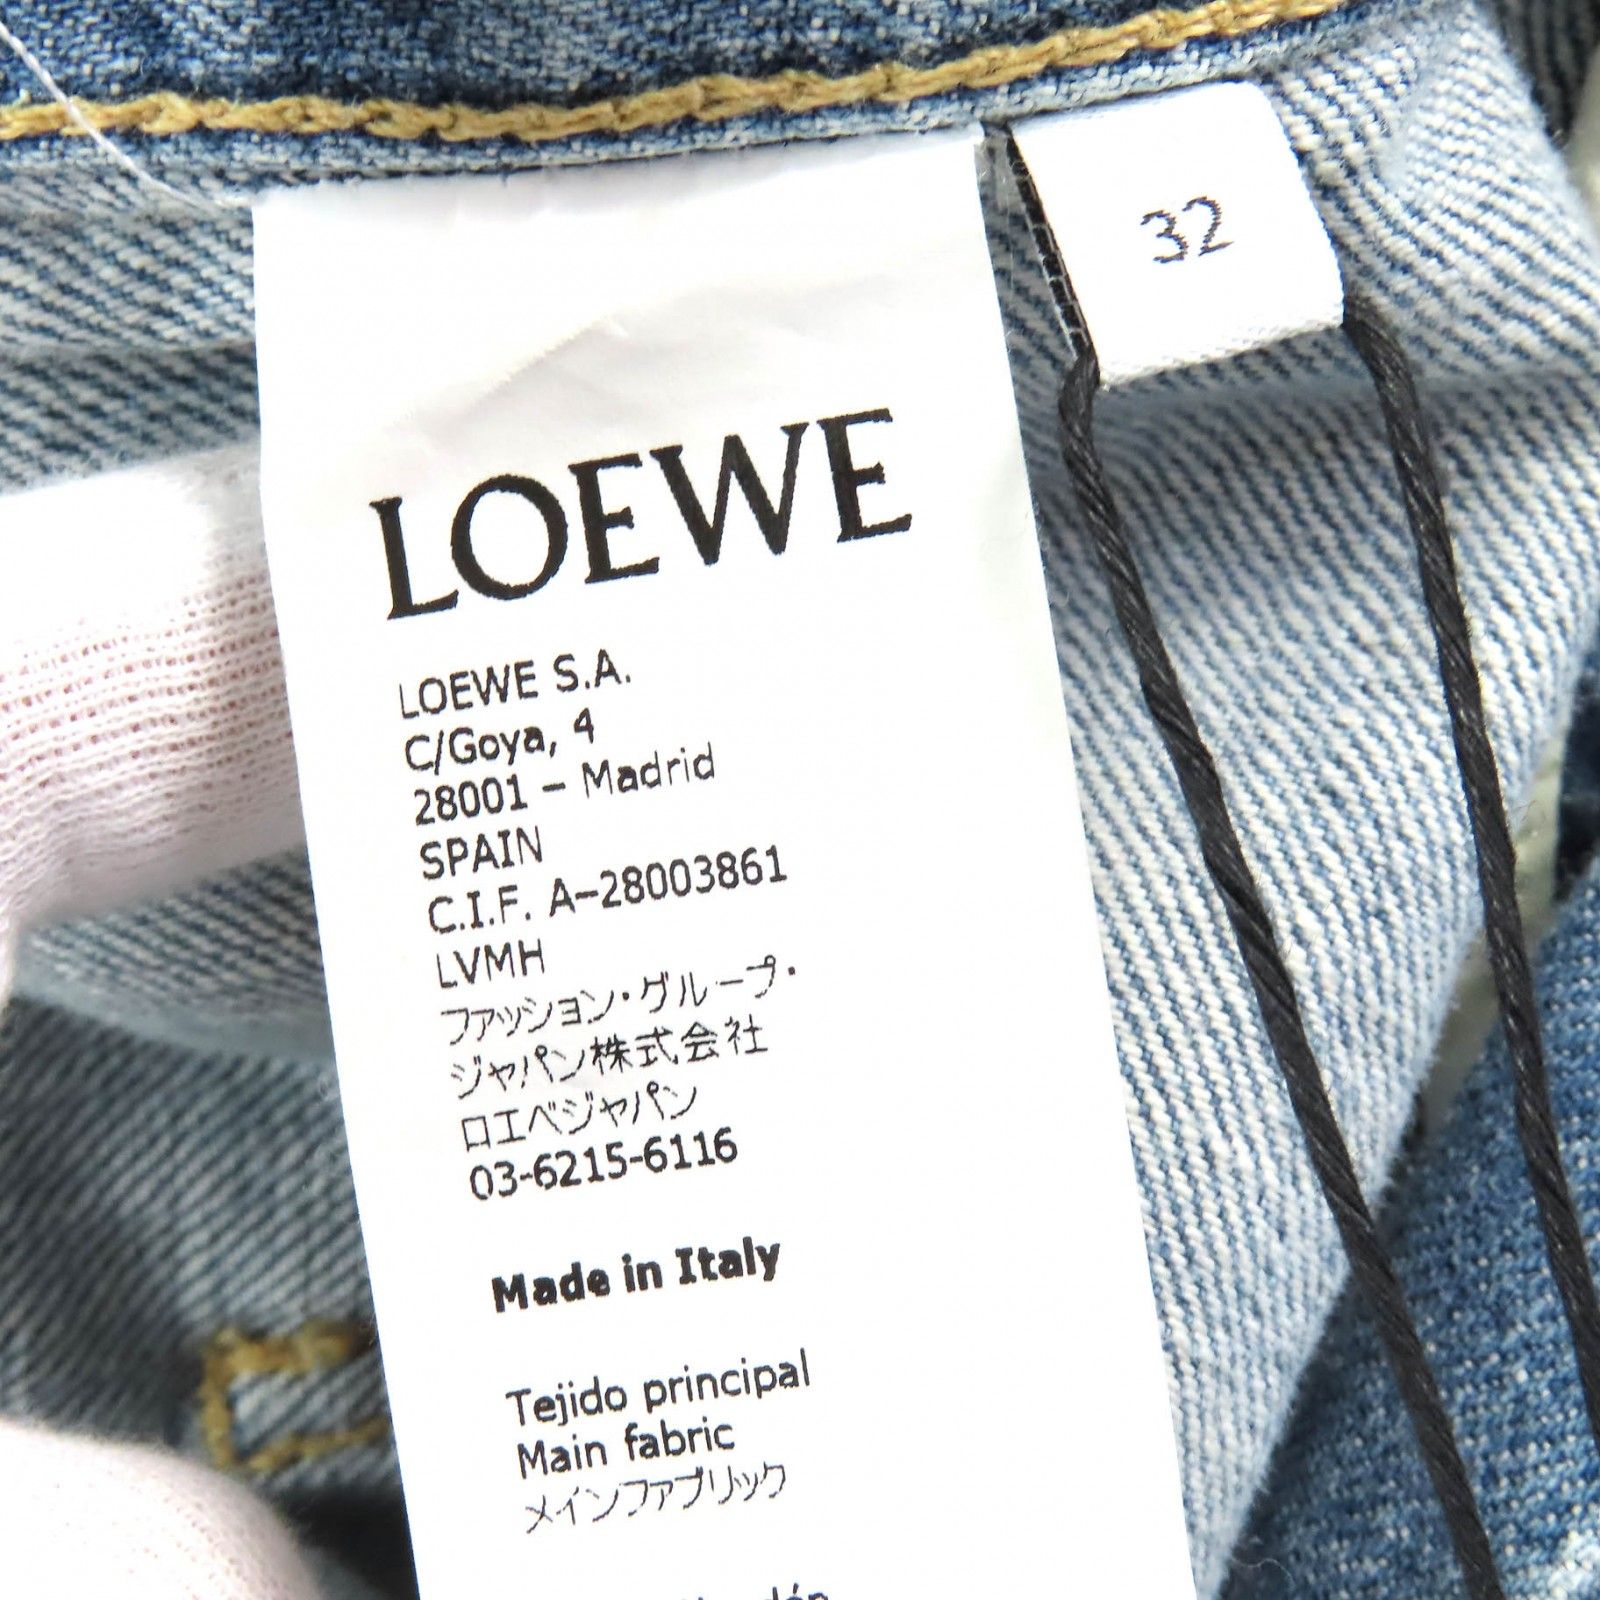 32
LOEWE
LOEWE S.A.
C/Goya, 4
28001 – Madrid
SPAIN
C.I.F. A-28003861
LVMH
ファッション・グループ・
ジャパン株式会社
ロエベジャパン
03-6215-6116
Made in Italy
Tejido principal
Main fabric
メインファブリック